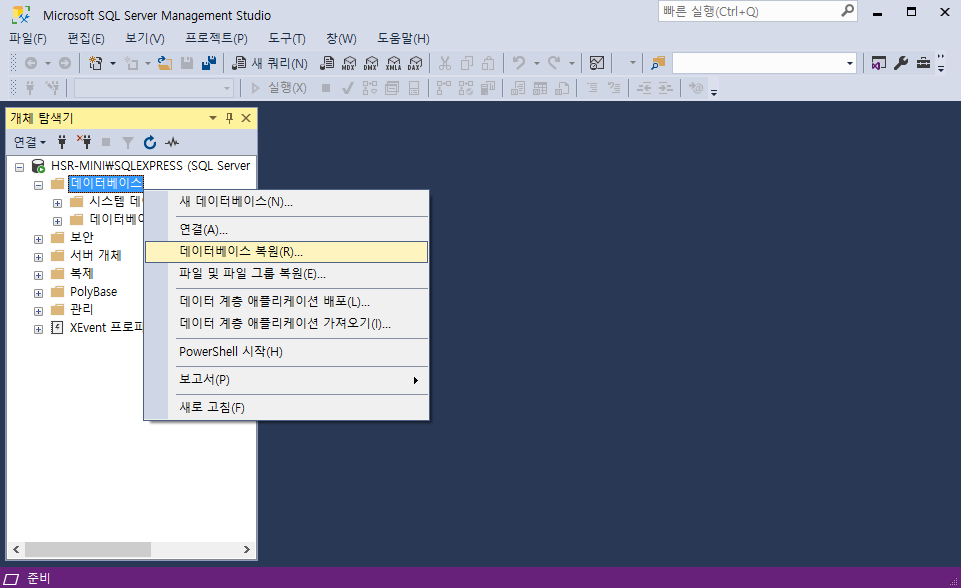 Microsoft SQL Server Management Studio
빠른 실행(Ctrl+Q)
파일(F) 편집(E) 보기(V) 프로젝트(P) 도구(T) 창(W) 도움말(H)
새 쿼리(N) MDX DMX XMLA DAX
실행(X)
개체 탐색기
연결
HSR-MINI₩SQLEXPRESS (SQL Server
데이터베이스
시스템 데
데이터베이
보안
서버 개체
복제
PolyBase
관리
XEvent 프로파
새 데이터베이스(N)...
연결(A)...
데이터베이스 복원(R)...
파일 및 파일 그룹 복원(E)...
데이터 계층 애플리케이션 배포(L)...
데이터 계층 애플리케이션 가져오기(I)...
PowerShell 시작(H)
보고서(P)
새로 고침(F)
준비